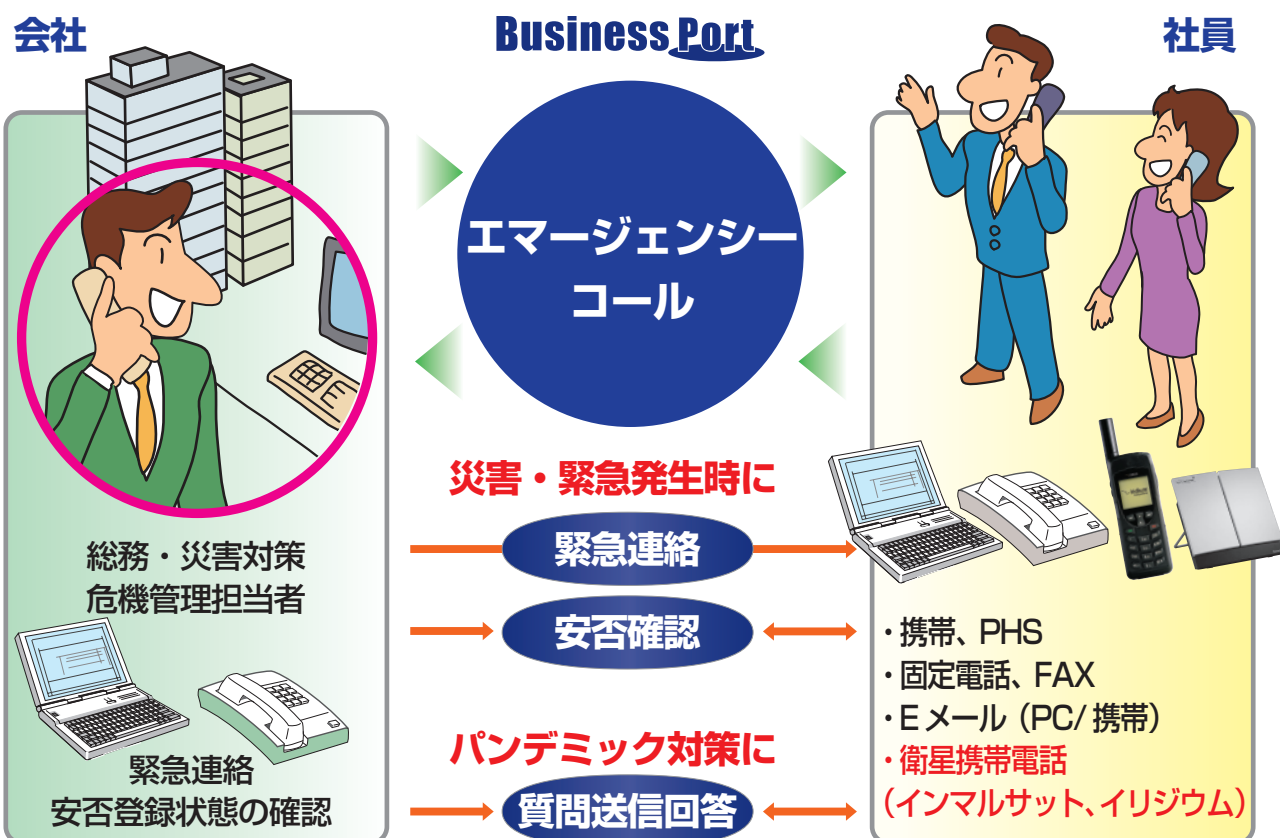 会社
Business Port
社員
エマージェンシー
コール
災害・緊急発生時に
緊急連絡
安否確認
パンデミック対策に
質問送信回答
総務・災害対策
危機管理担当者
緊急連絡
安否登録状態の確認
・携帯、PHS
・固定電話、FAX
・Eメール（PC/携帯）
・衛星携帯電話
（インマルサット、イリジウム）